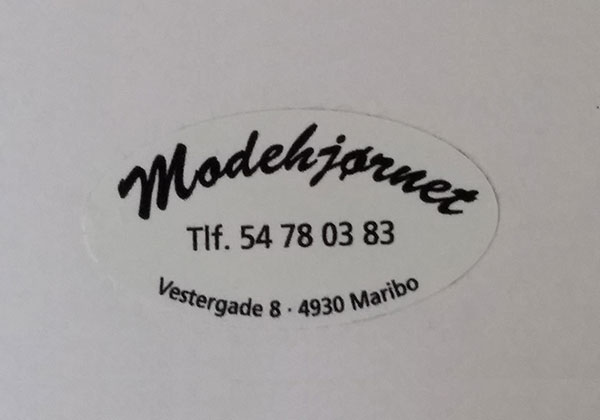 Modehjørnet
Tlf. 54 78 03 83
Vestergade 8 · 4930 Maribo